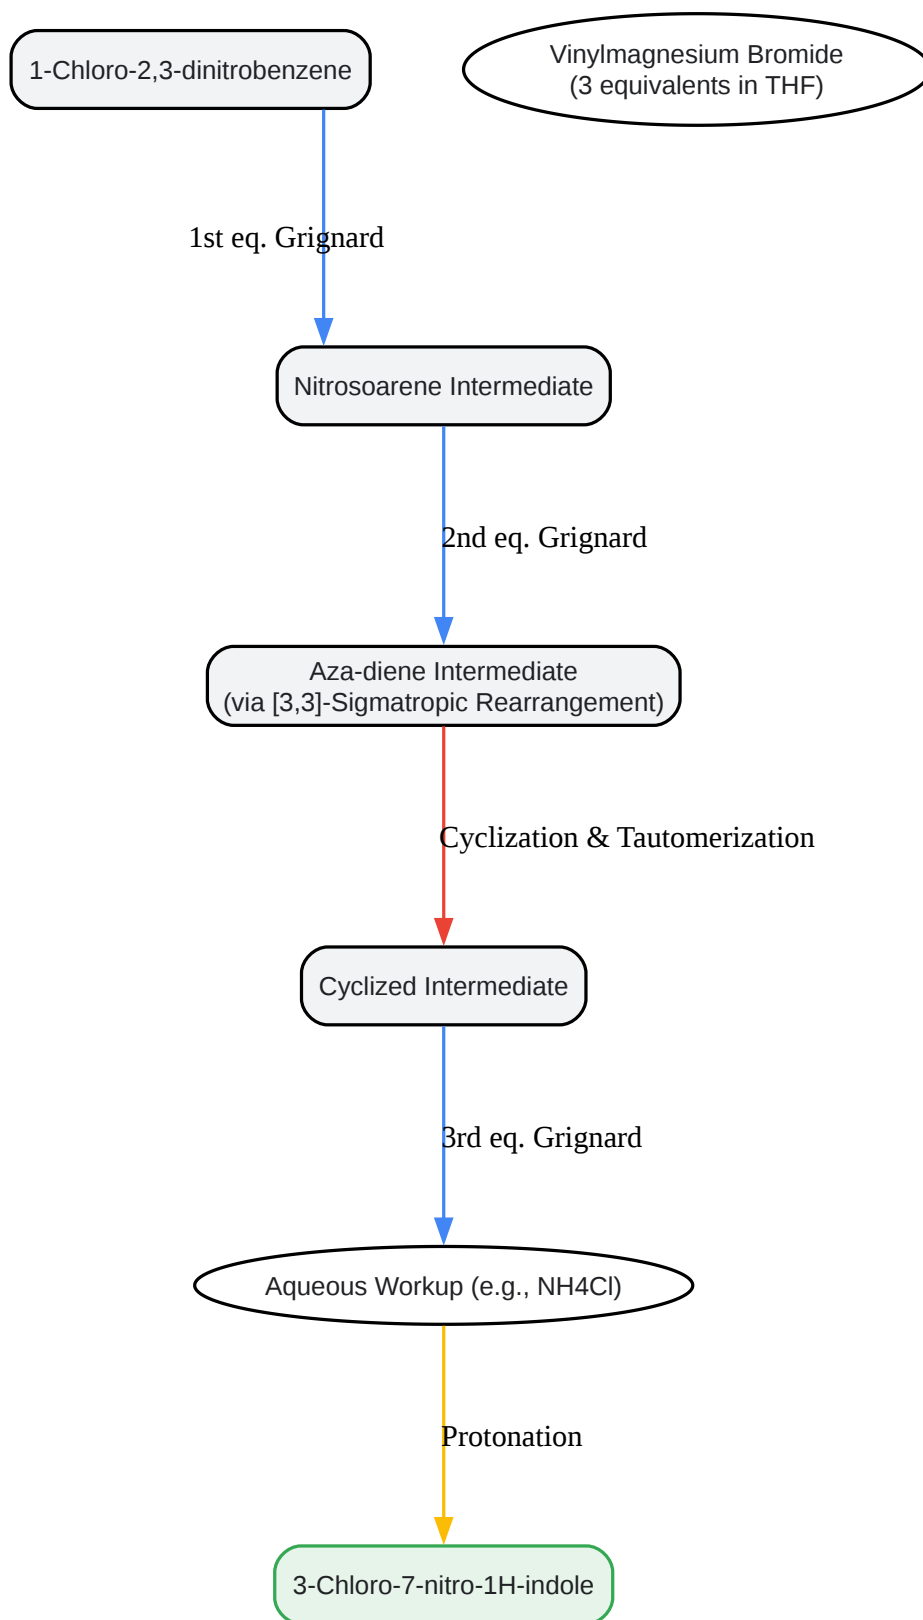 1-Chloro-2,3-dinitrobenzene
Vinylmagnesium Bromide
(3 equivalents in THF)
1st eq. Grignard
Nitrosoarene Intermediate
2nd eq. Grignard
Aza-diene Intermediate
(via [3,3]-Sigmatropic Rearrangement)
Cyclization & Tautomerization
Cyclized Intermediate
3rd eq. Grignard
Aqueous Workup (e.g., NH4Cl)
Protonation
3-Chloro-7-nitro-1H-indole